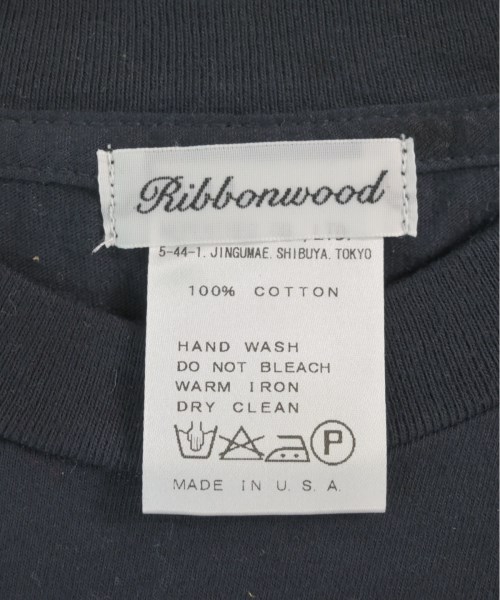 Ribbonwood
5-44-1. JINGUMAE. SHIBUYA. TOKYO
100% COTTON
HAND WASH
DO NOT BLEACH
WARM IRON
DRY CLEAN
P
MADE IN U. S. A.